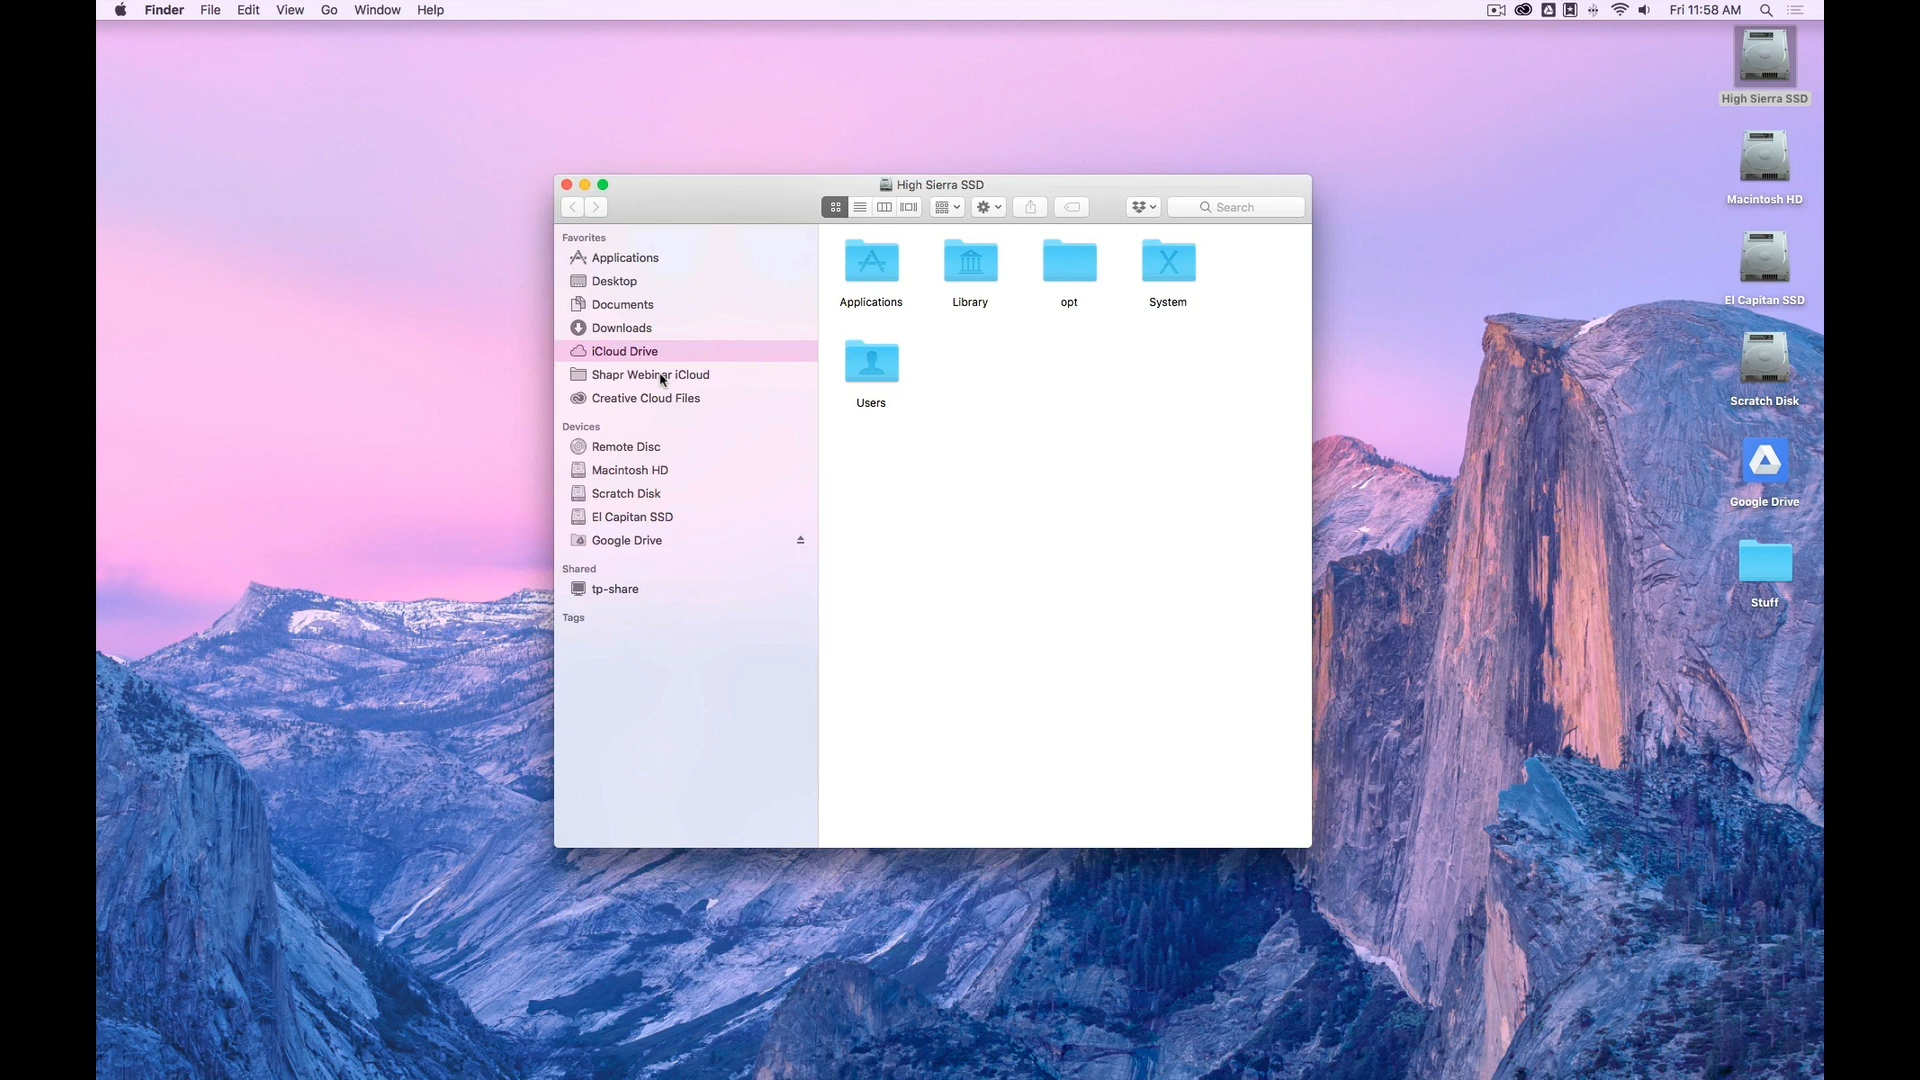 Finder File Edit View Go Window Help Fri 11:58 AM
High Sierra SSD
Macintosh HD
El Capitan SSD
Scratch Disk
Google Drive
Stuff
High Sierra SSD
Search
Favorites
Applications
Desktop
Documents
Downloads
iCloud Drive
Shapr Webinar iCloud
Creative Cloud Files
Devices
Remote Disc
Macintosh HD
Scratch Disk
El Capitan SSD
Google Drive
Shared
tp-share
Tags
Applications Library opt System
Users